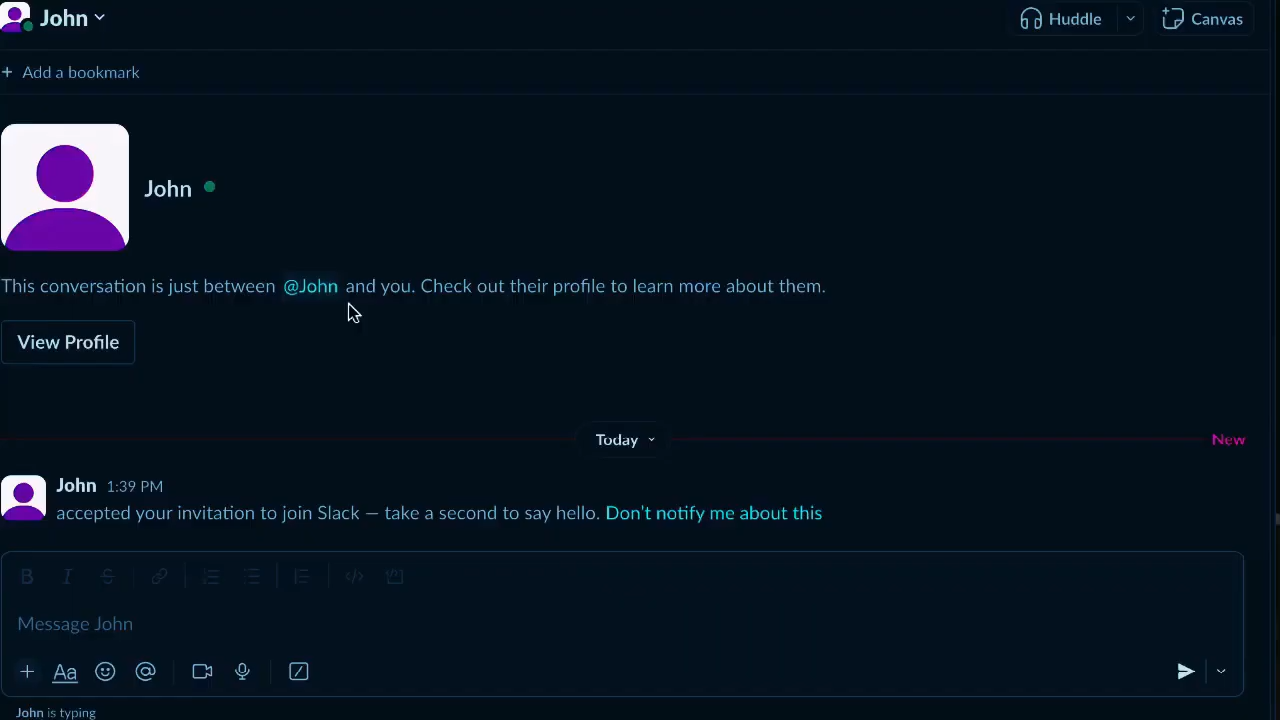 John
Huddle
Canvas
+ Add a bookmark
John
This conversation is just between @John and you. Check out their profile to learn more about them.
View Profile
Today
New
John 1:39 PM
accepted your invitation to join Slack — take a second to say hello. Don't notify me about this
Message John
Aa
John is typing